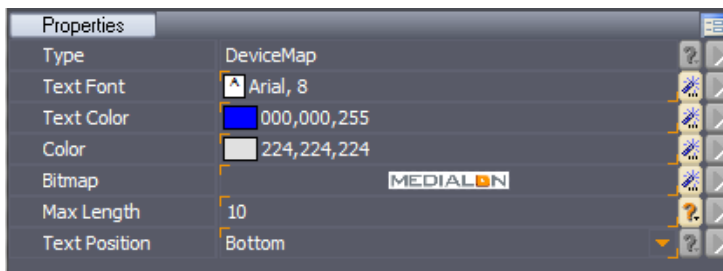 Properties
Type DeviceMap
Text Font A Arial, 8
Text Color 000,000,255
Color 224,224,224
Bitmap MEDIALON
Max Length 10 ?
Text Position Bottom ?